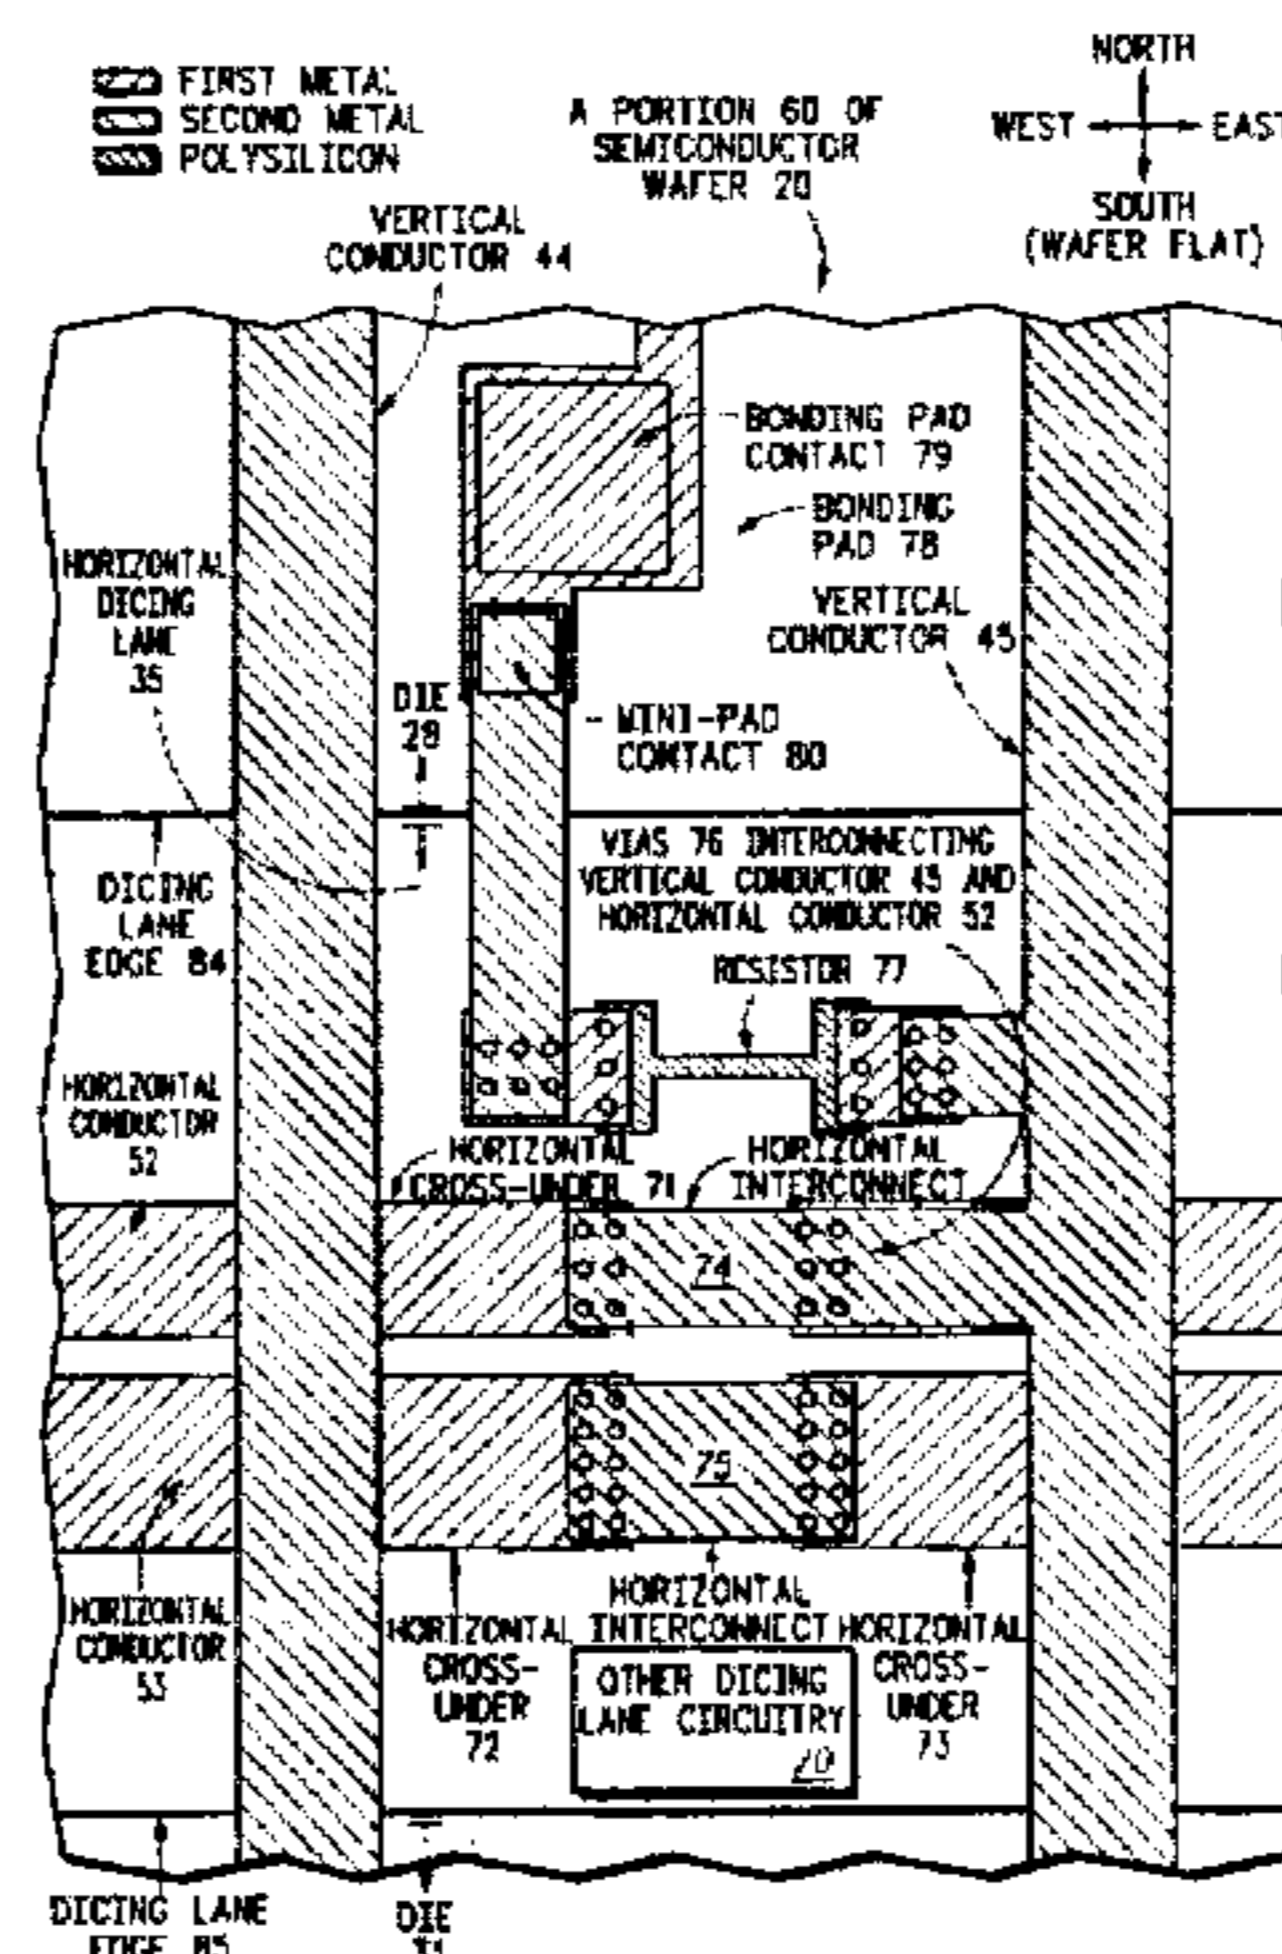 FIRST METAL
SECOND METAL
POLYSILICON
A PORTION 60 OF
SEMICONDUCTOR
WAFER 20
NORTH
WEST
EAST
SOUTH
(WAFER FLAT)
VERTICAL
CONDUCTOR 44
BONDING PAD
CONTACT 79
BONDING
PAD 78
HORIZONTAL
DICING
LANE
35
VERTICAL
CONDUCTOR 45
DIE
28
MINI-PAD
CONTACT 80
DICING
LANE
EDGE 84
VIAS 76 INTERCONNECTING
VERTICAL CONDUCTOR 45 AND
HORIZONTAL CONDUCTOR 52
RESISTOR 77
HORIZONTAL
CONDUCTOR
52
HORIZONTAL
CROSS-UNDER 71
HORIZONTAL
INTERCONNECT
74
75
HORIZONTAL
CONDUCTOR
53
HORIZONTAL
CROSS-
UNDER
72
HORIZONTAL
INTERCONNECT
HORIZONTAL
CROSS-
UNDER
73
OTHER DICING
LANE CIRCUITRY
70
DICING LANE
EDGE 85
DIE